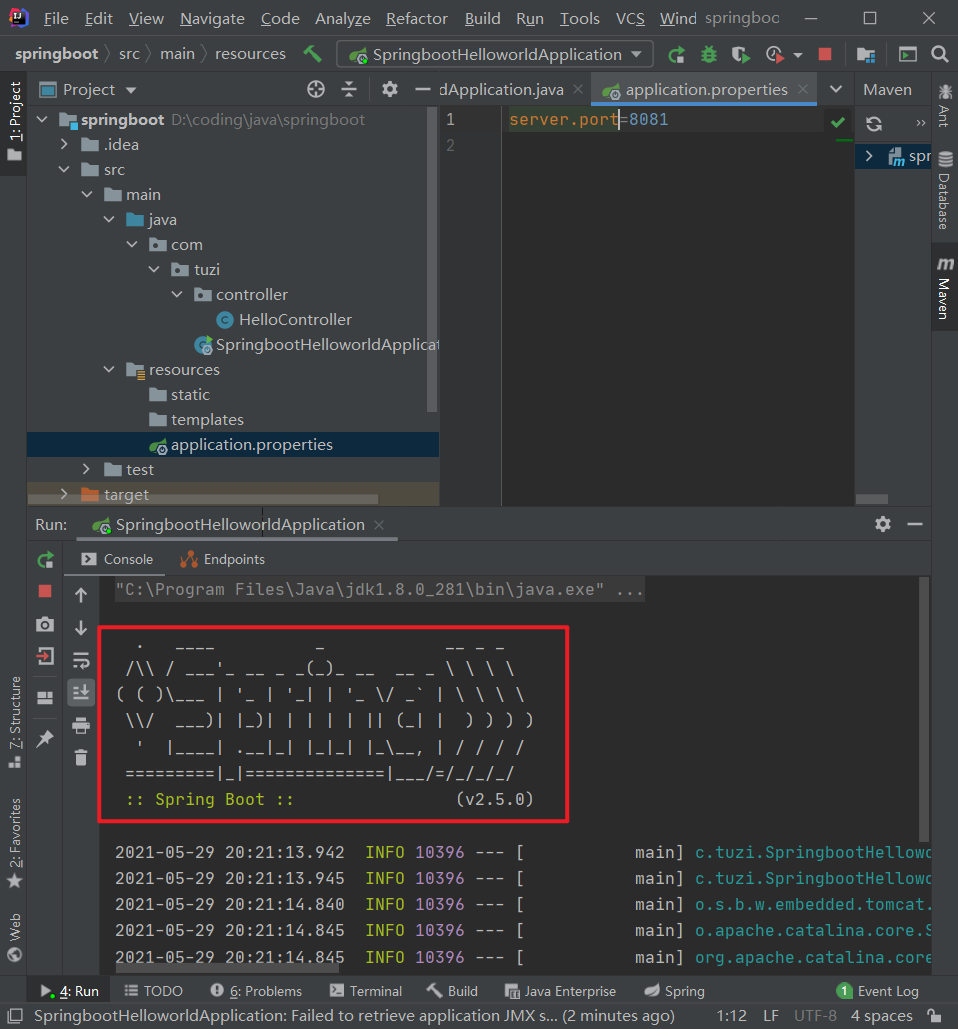 File Edit View Navigate Code Analyze Refactor Build Run Tools VCS Wind springboc
springboot src main resources SpringbootHelloworldApplication
1: Project
Project
dApplication.java
application.properties
Maven
springboot D:\coding\java\springboot
.idea
src
main
java
com
tuzi
controller
HelloController
SpringbootHelloworldApplicat
resources
static
templates
application.properties
test
target
1 server.port=8081
2
spr
Ant
Database
Maven
Run: SpringbootHelloworldApplication
Console Endpoints
"C:\Program Files\Java\jdk1.8.0_281\bin\java.exe" ...
  .   ____          _            __ _ _
 /\\ / ___'_ __ _ _(_)_ __  __ _ \ \ \ \
( ( )\___ | '_ | '_| | '_ \/ _` | \ \ \ \
 \\/  ___)| |_)| | | | | || (_| |  ) ) ) )
  '  |____| .__|_| |_|_| |_\__, | / / / /
 =========|_|==============|___/=/_/_/_/
 :: Spring Boot ::                (v2.5.0)
2021-05-29 20:21:13.942  INFO 10396 --- [           main] c.tuzi.SpringbootHellowo
2021-05-29 20:21:13.945  INFO 10396 --- [           main] c.tuzi.SpringbootHellowo
2021-05-29 20:21:14.840  INFO 10396 --- [           main] o.s.b.w.embedded.tomcat.
2021-05-29 20:21:14.845  INFO 10396 --- [           main] o.apache.catalina.core.S
2021-05-29 20:21:14.845  INFO 10396 --- [           main] org.apache.catalina.core
Z: Structure
2: Favorites
Web
4: Run TODO 6: Problems Terminal Build Java Enterprise Spring 1 Event Log
SpringbootHelloworldApplication: Failed to retrieve application JMX s... (2 minutes ago) 1:12 LF UTF-8 4 spaces